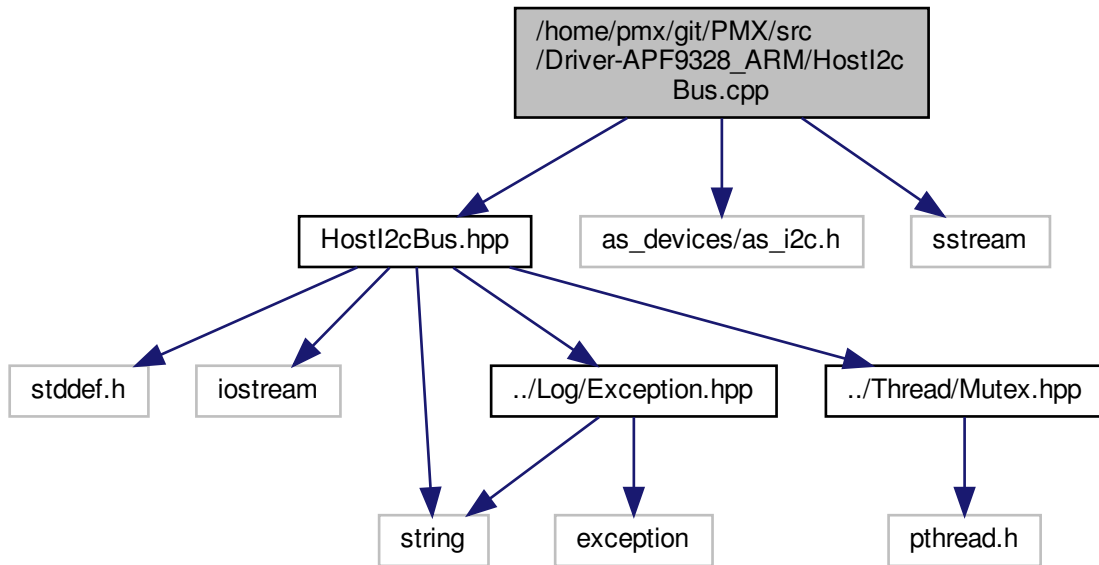 /home/pmx/git/PMX/src
/Driver-APF9328_ARM/HostI2c
Bus.cpp
HostI2cBus.hpp
as_devices/as_i2c.h
sstream
stddef.h
iostream
../Log/Exception.hpp
../Thread/Mutex.hpp
string
exception
pthread.h